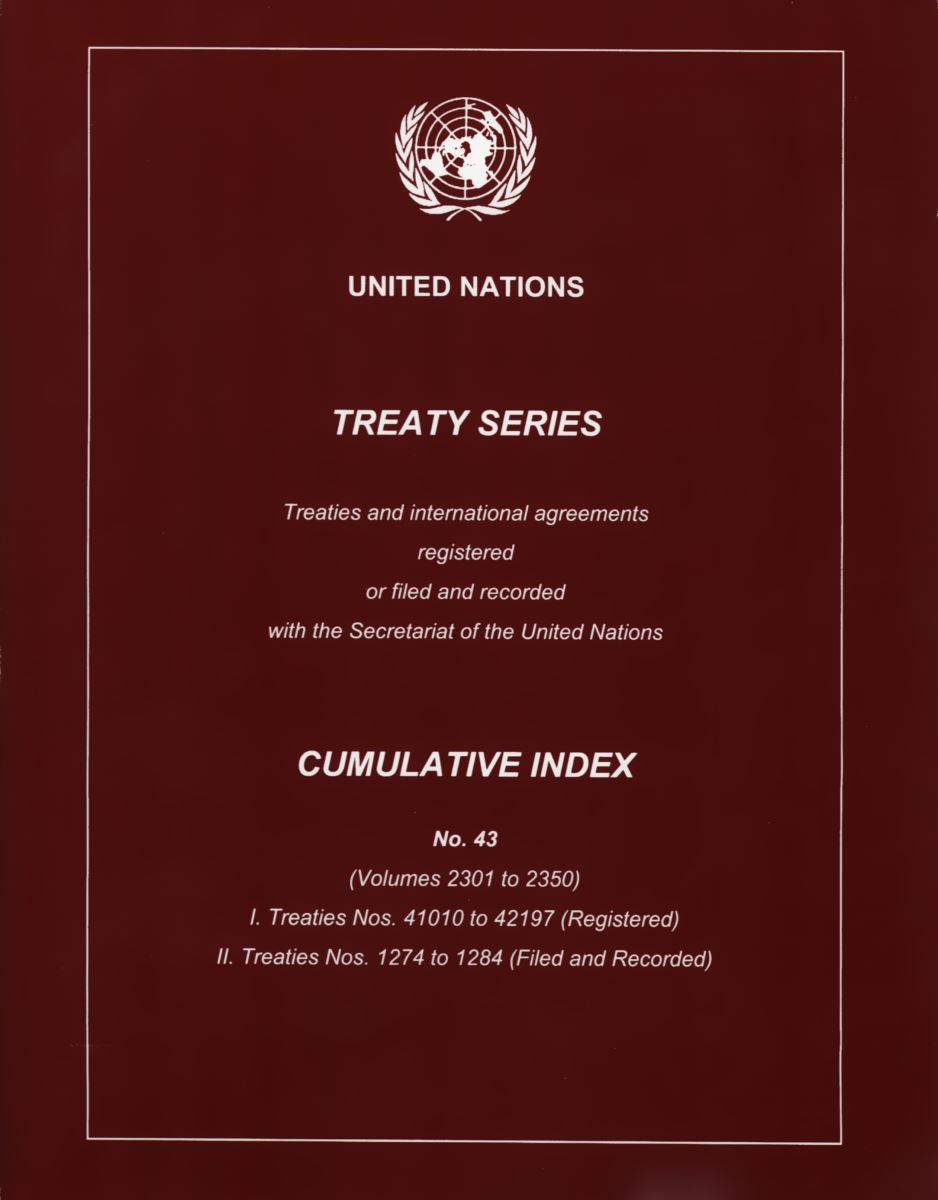 UNITED NATIONS
TREATY SERIES
Treaties and international agreements
registered
or filed and recorded
with the Secretariat of the United Nations
CUMULATIVE INDEX
No. 43
(Volumes 2301 to 2350)
I. Treaties Nos. 41010 to 42197 (Registered)
II. Treaties Nos. 1274 to 1284 (Filed and Recorded)